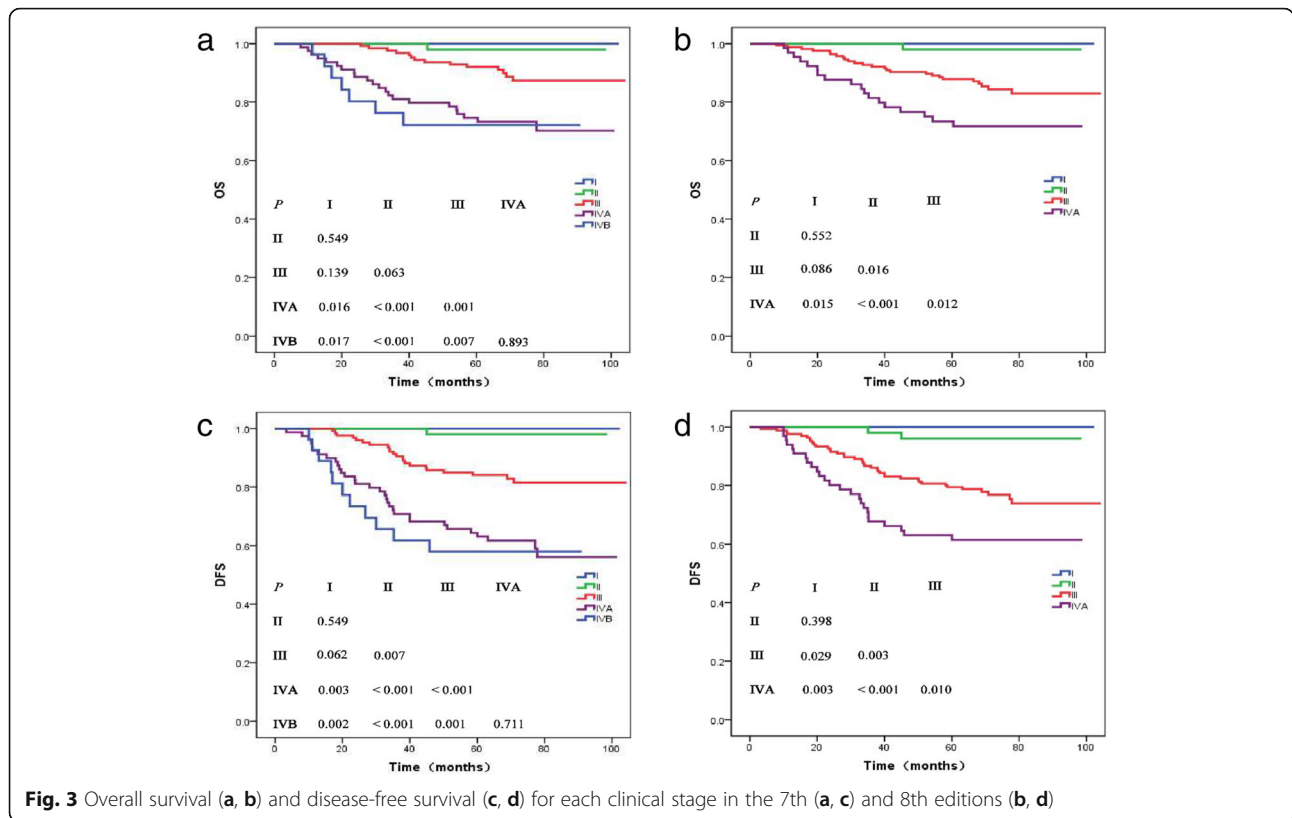 a
1.0
0.8
0.6
0.4
0.2
0.0
OS
I
II
III
IVA
IVB
P I II III IVA
II 0.549
III 0.139 0.063
IVA 0.016 <0.001 0.001
IVB 0.017 <0.001 0.007 0.893
0 20 40 60 80 100
Time (months)
b
1.0
0.8
0.6
0.4
0.2
0.0
OS
I
II
III
IVA
P I II III
II 0.552
III 0.086 0.016
IVA 0.015 <0.001 0.012
0 20 40 60 80 100
Time (months)
c
1.0
0.8
0.6
0.4
0.2
0.0
DFS
I
II
III
IVA
IVB
P I II III IVA
II 0.549
III 0.062 0.007
IVA 0.003 <0.001 <0.001
IVB 0.002 <0.001 0.001 0.711
0 20 40 60 80 100
Time (months)
d
1.0
0.8
0.6
0.4
0.2
0.0
DFS
I
II
III
IVA
P I II III
II 0.398
III 0.029 0.003
IVA 0.003 <0.001 0.010
0 20 40 60 80 100
Time (months)
Fig. 3 Overall survival (a, b) and disease-free survival (c, d) for each clinical stage in the 7th (a, c) and 8th editions (b, d)